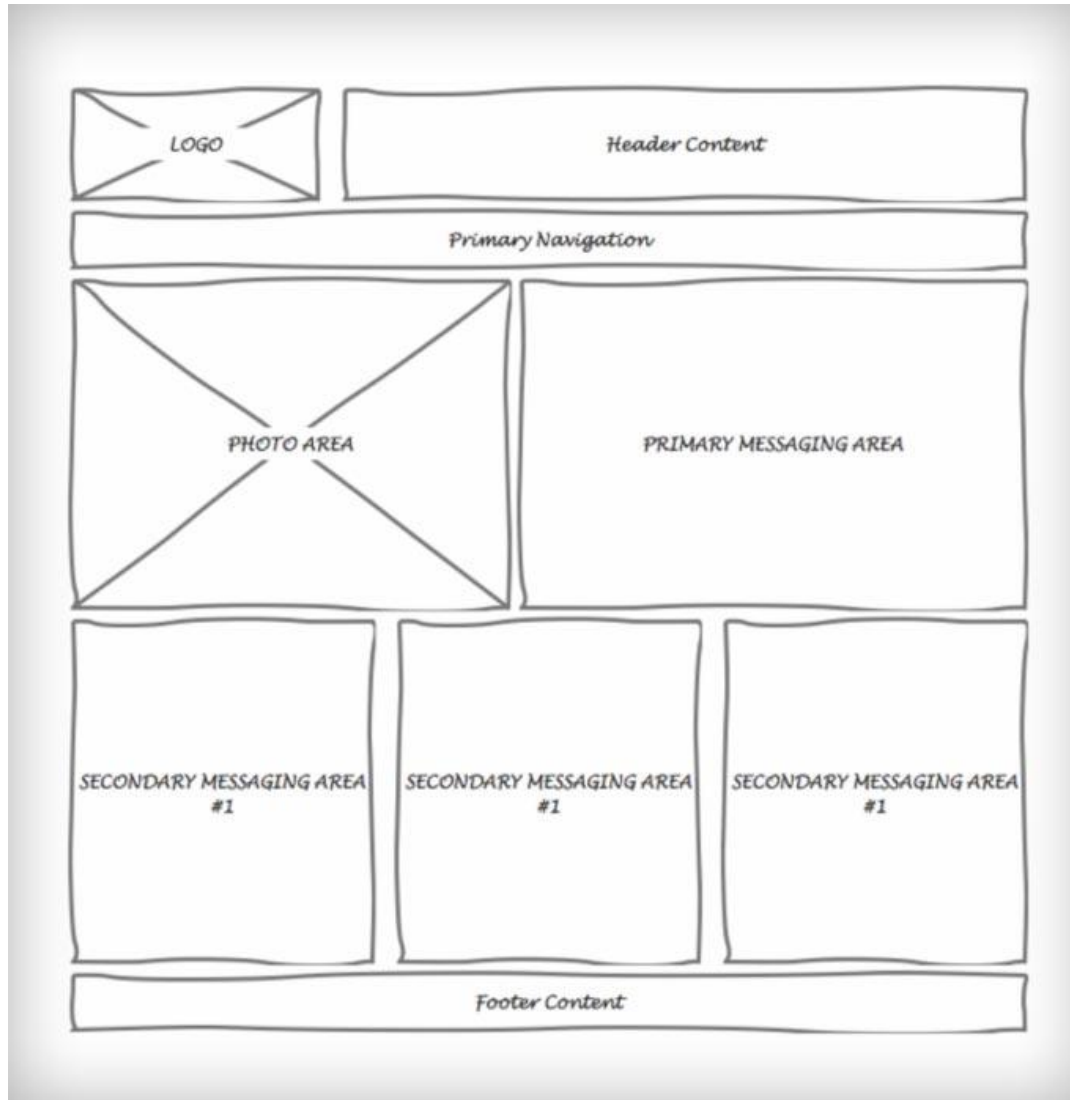 LOGO
Header Content
Primary Navigation
PHOTO AREA
PRIMARY MESSAGING AREA
SECONDARY MESSAGING AREA
#1
SECONDARY MESSAGING AREA
#1
SECONDARY MESSAGING AREA
#1
Footer Content